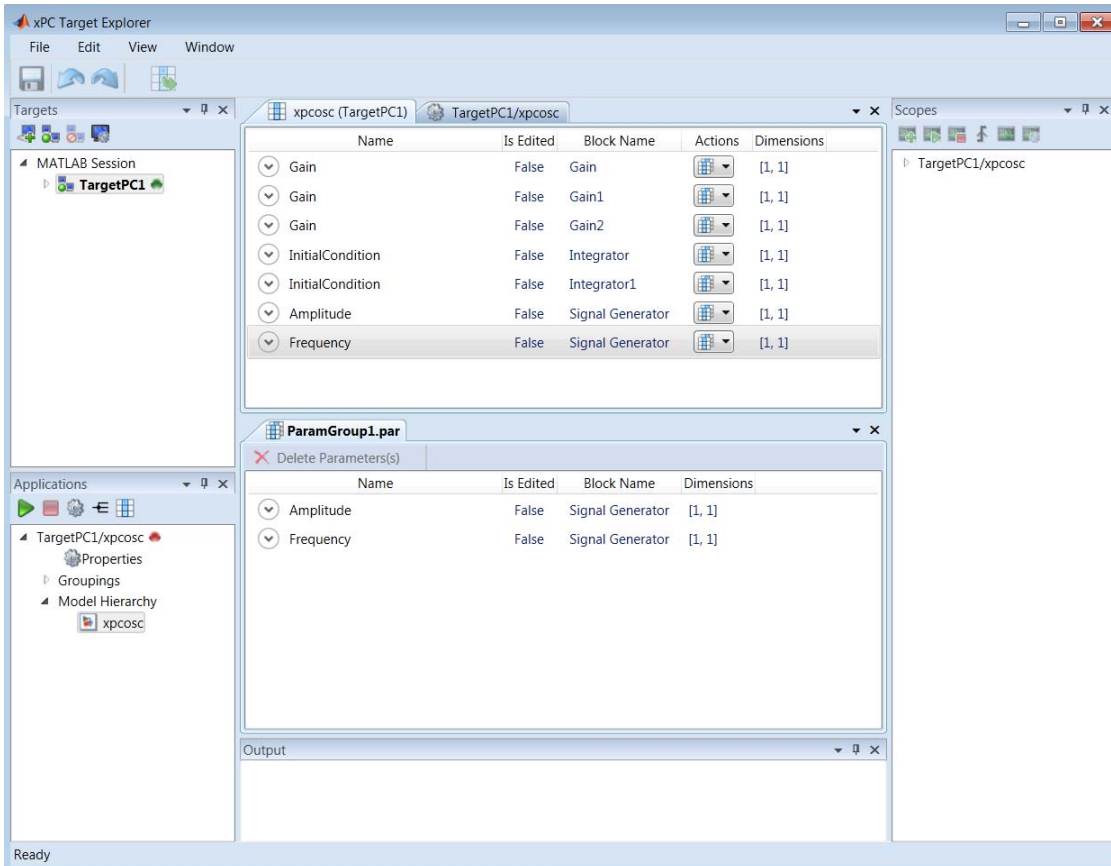 xPC Target Explorer
File Edit View Window
Targets
MATLAB Session
TargetPC1
xpcosc (TargetPC1) TargetPC1/xpcosc
Name Is Edited Block Name Actions Dimensions
Gain False Gain [1, 1]
Gain False Gain1 [1, 1]
Gain False Gain2 [1, 1]
InitialCondition False Integrator [1, 1]
InitialCondition False Integrator1 [1, 1]
Amplitude False Signal Generator [1, 1]
Frequency False Signal Generator [1, 1]
Scopes
TargetPC1/xpcosc
ParamGroup1.par
Delete Parameters(s)
Name Is Edited Block Name Dimensions
Amplitude False Signal Generator [1, 1]
Frequency False Signal Generator [1, 1]
Applications
TargetPC1/xpcosc
Properties
Groupings
Model Hierarchy
xpcosc
Output
Ready